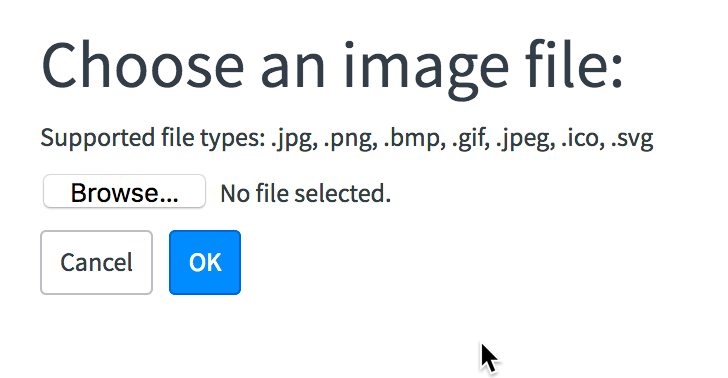 Choose an image file:
Supported file types: .jpg, .png, .bmp, .gif, .jpeg, .ico, .svg
Browse... No file selected.
Cancel OK